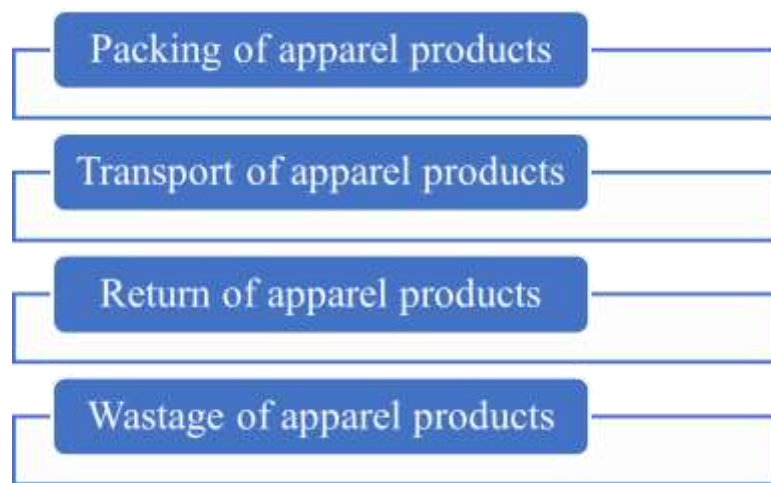 Packing of apparel products
Transport of apparel products
Return of apparel products
Wastage of apparel products